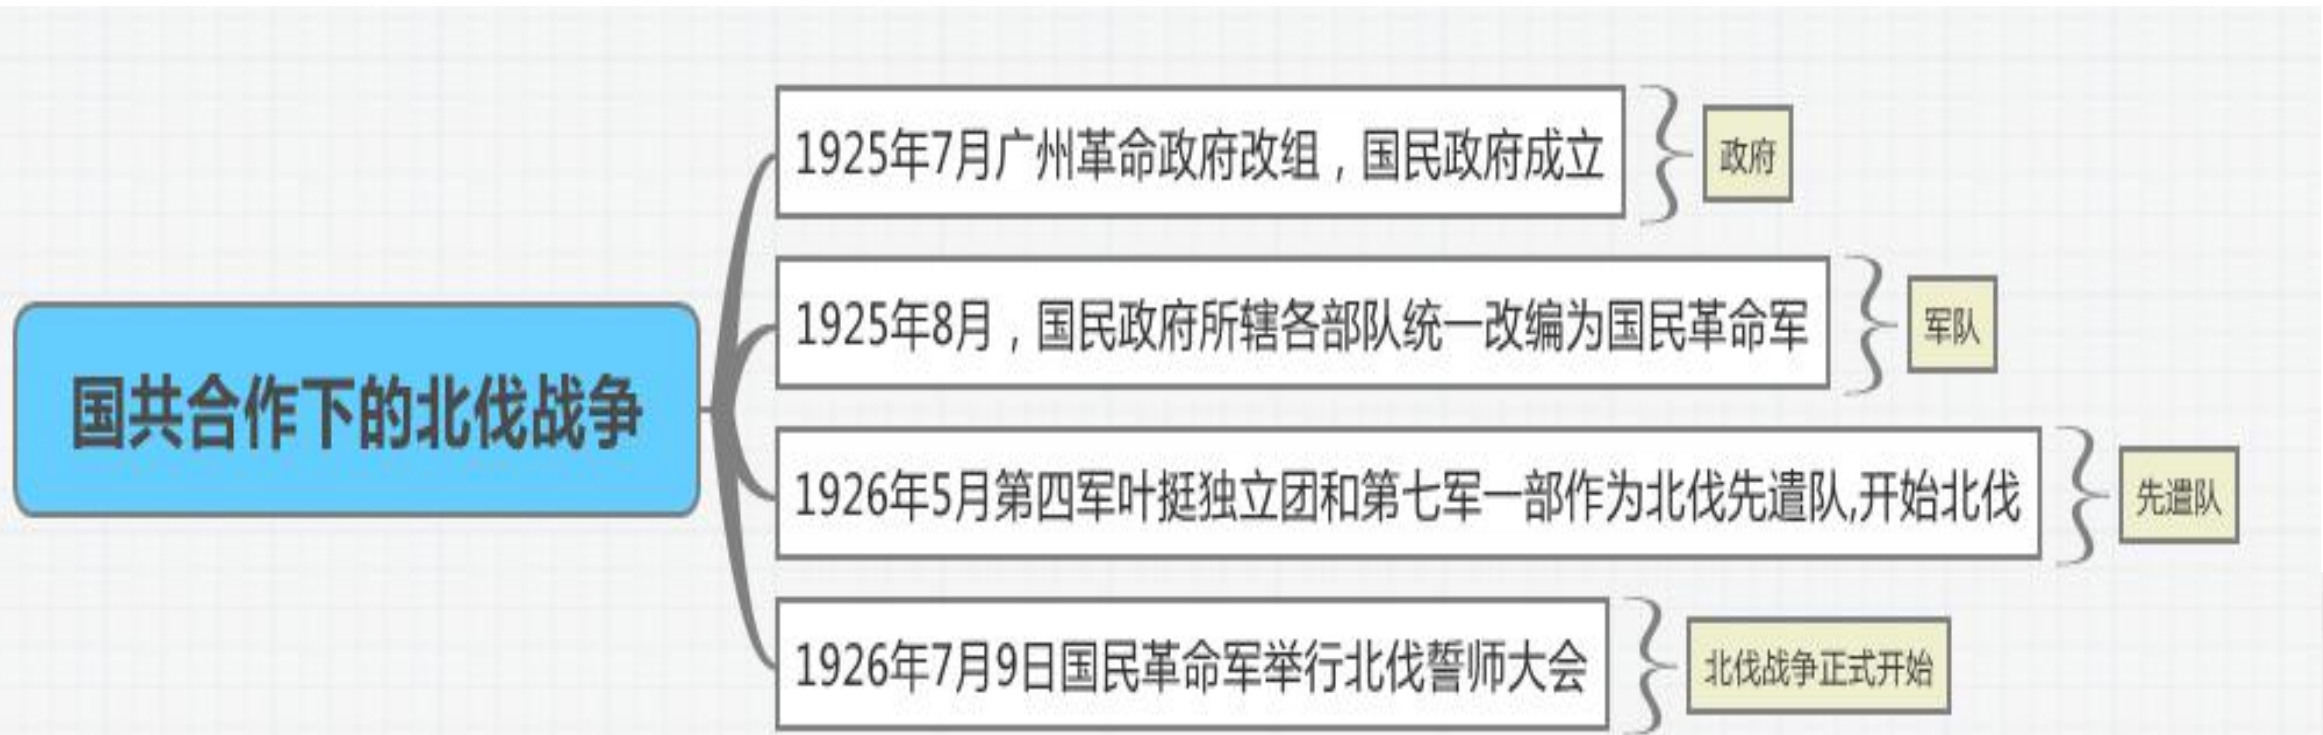 1925年7月广州革命政府改组，国民政府成立
政府
1925年8月，国民政府所辖各部队统一改编为国民革命军
军队
国共合作下的北伐战争
1926年5月第四军叶挺独立团和第七军一部作为北伐先遣队,开始北伐
先遣队
1926年7月9日国民革命军举行北伐誓师大会
北伐战争正式开始